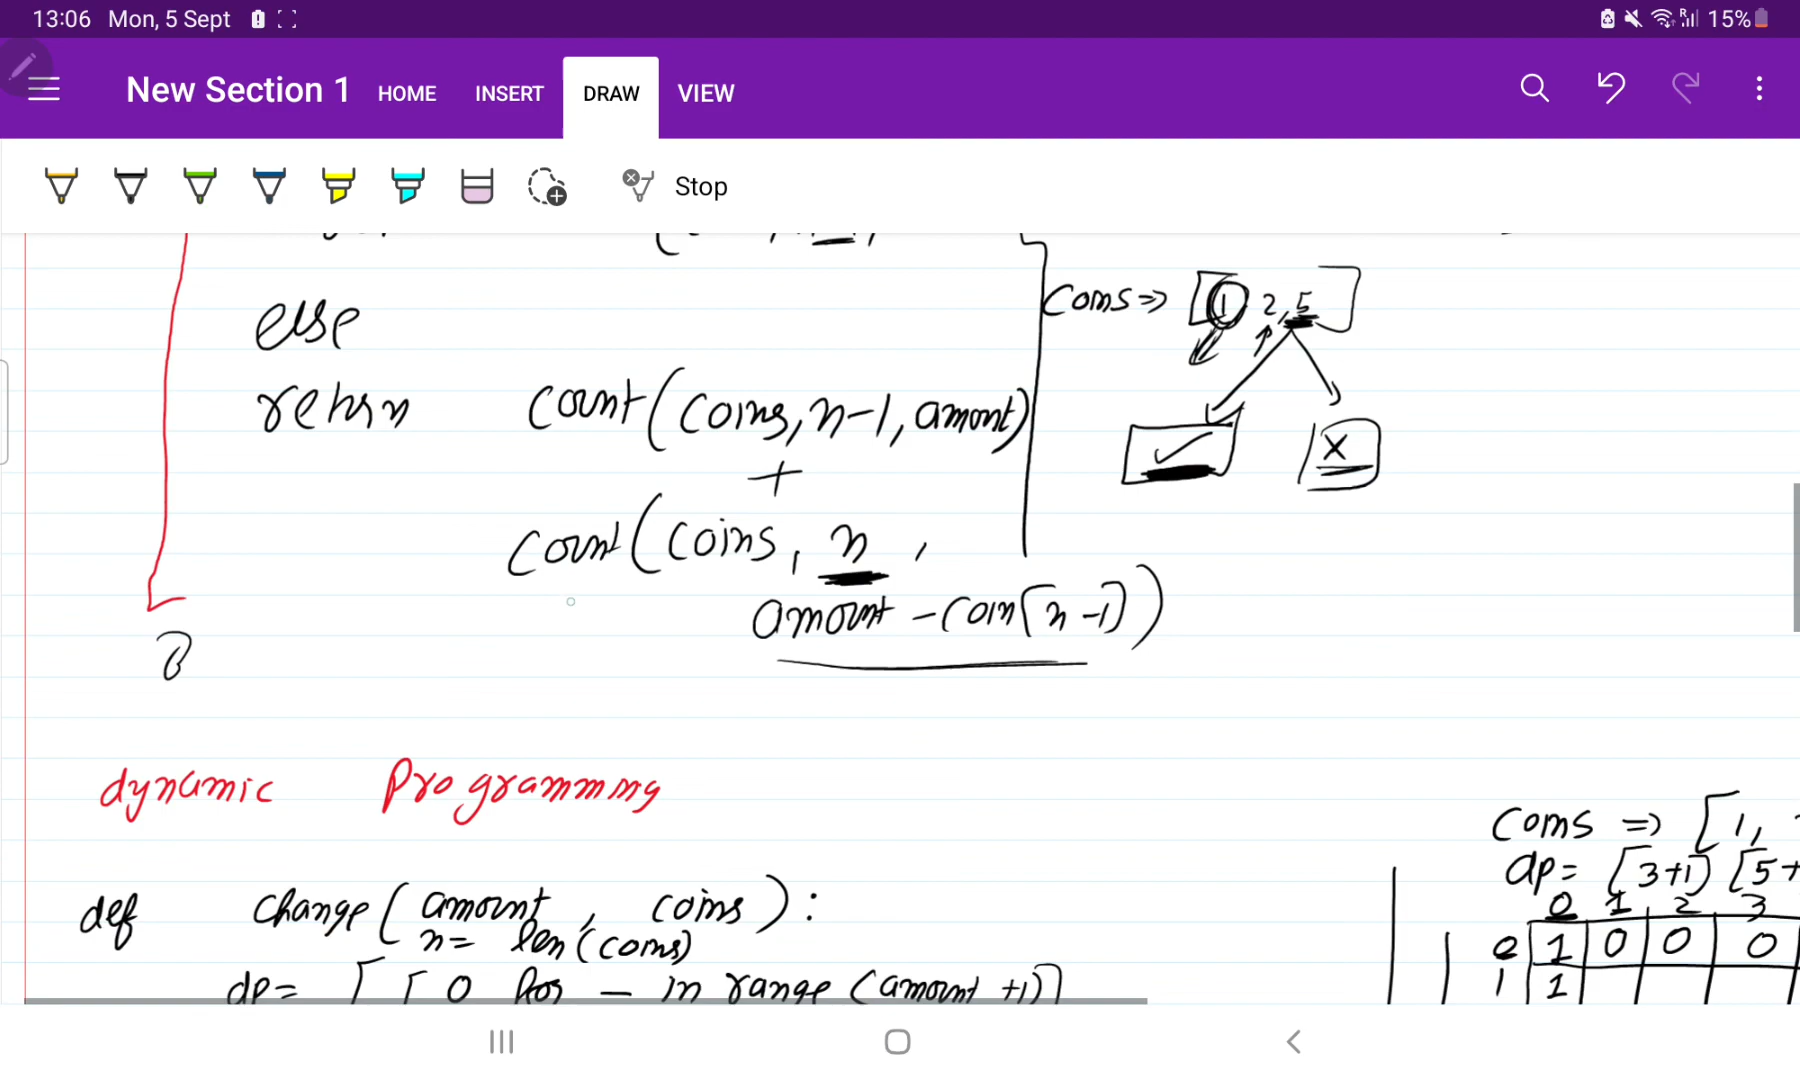 13:06 Mon, 5 Sept 15%
New Section 1 HOME INSERT DRAW VIEW
Stop
Coins => [1 2,5]
else
return count(coins,n-1,amont)
+
count(coins, n,
amount -coin[n-1])
dynamic Programming
Coins => [1,
dp= [3+1) [5+
def change(amount, coins):
0 1 2 3
n= len(coins)
0 1 0 0 0
dp= [[0 for _ in range (amount +1)]
1 1